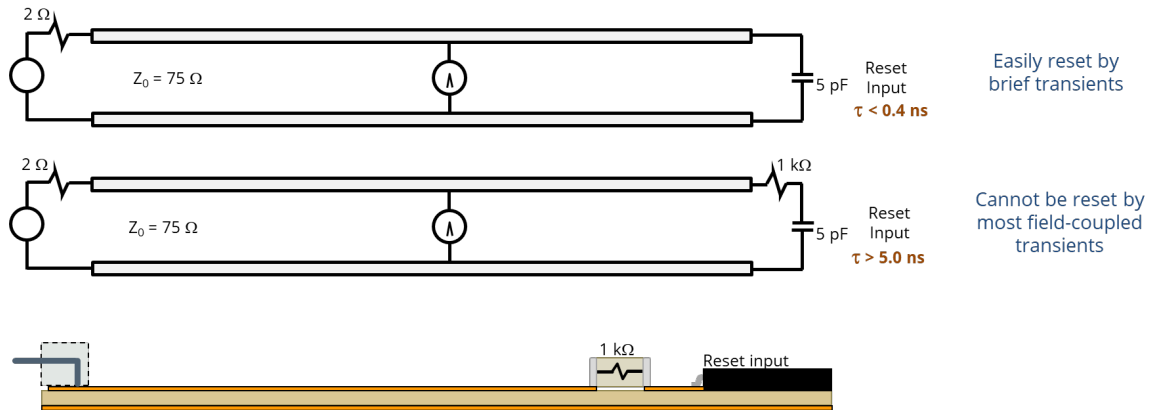 2 Ω
Z₀ = 75 Ω
5 pF
Reset
Input
τ < 0.4 ns
Easily reset by
brief transients
2 Ω
1 kΩ
Z₀ = 75 Ω
5 pF
Reset
Input
τ > 5.0 ns
Cannot be reset by
most field-coupled
transients
1 kΩ
Reset input